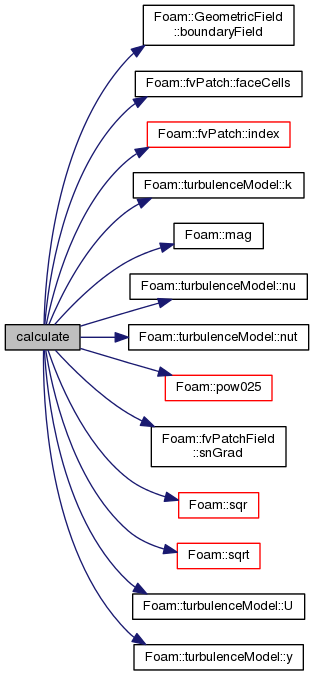 Foam::GeometricField
::boundaryField
Foam::fvPatch::faceCells
Foam::fvPatch::index
Foam::turbulenceModel::k
Foam::mag
Foam::turbulenceModel::nu
calculate
Foam::turbulenceModel::nut
Foam::pow025
Foam::fvPatchField
::snGrad
Foam::sqr
Foam::sqrt
Foam::turbulenceModel::U
Foam::turbulenceModel::y